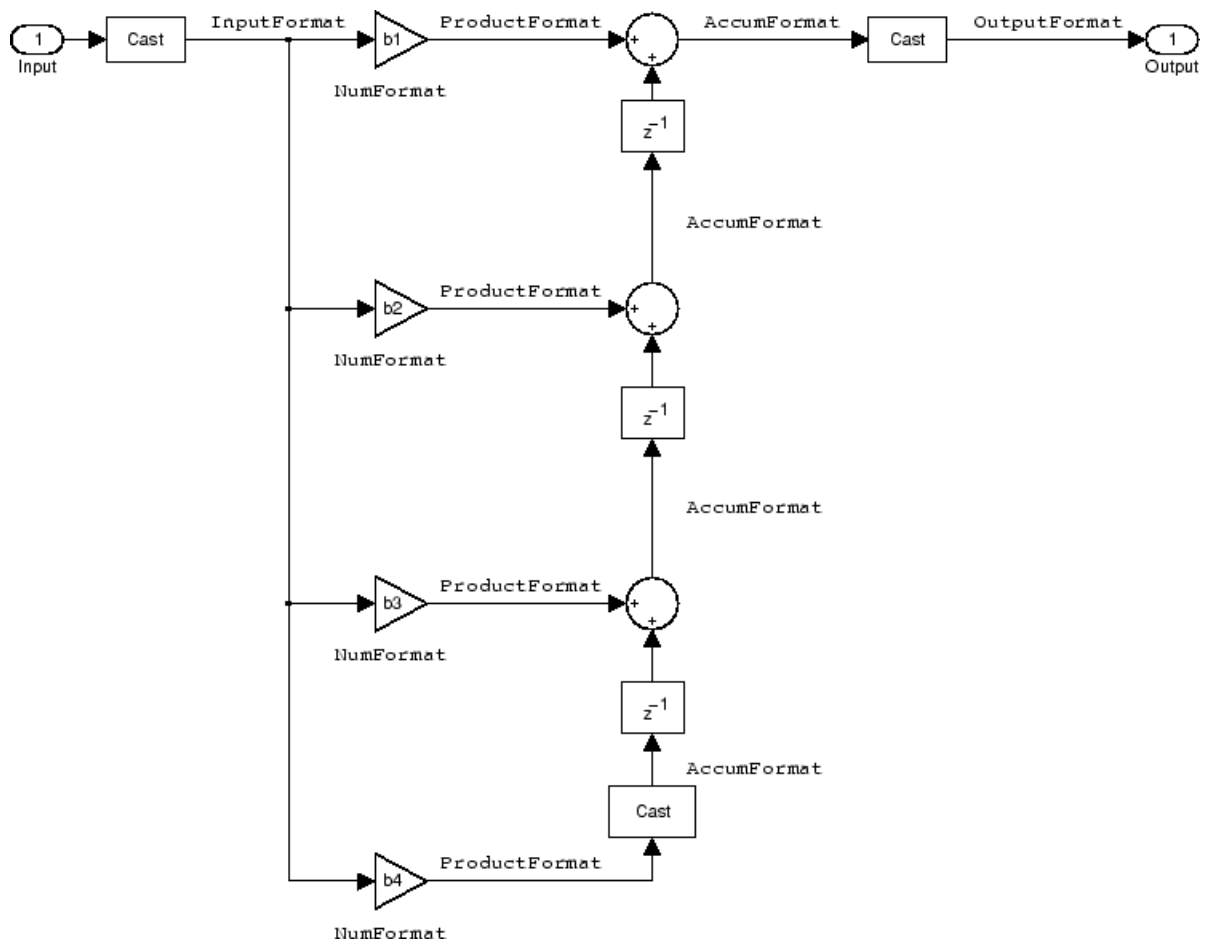 1
Input
Cast
InputFormat
b1
NumFormat
ProductFormat
+
+
AccumFormat
Cast
OutputFormat
1
Output
z⁻¹
AccumFormat
b2
NumFormat
ProductFormat
+
+
z⁻¹
AccumFormat
b3
NumFormat
ProductFormat
+
+
z⁻¹
AccumFormat
Cast
b4
NumFormat
ProductFormat